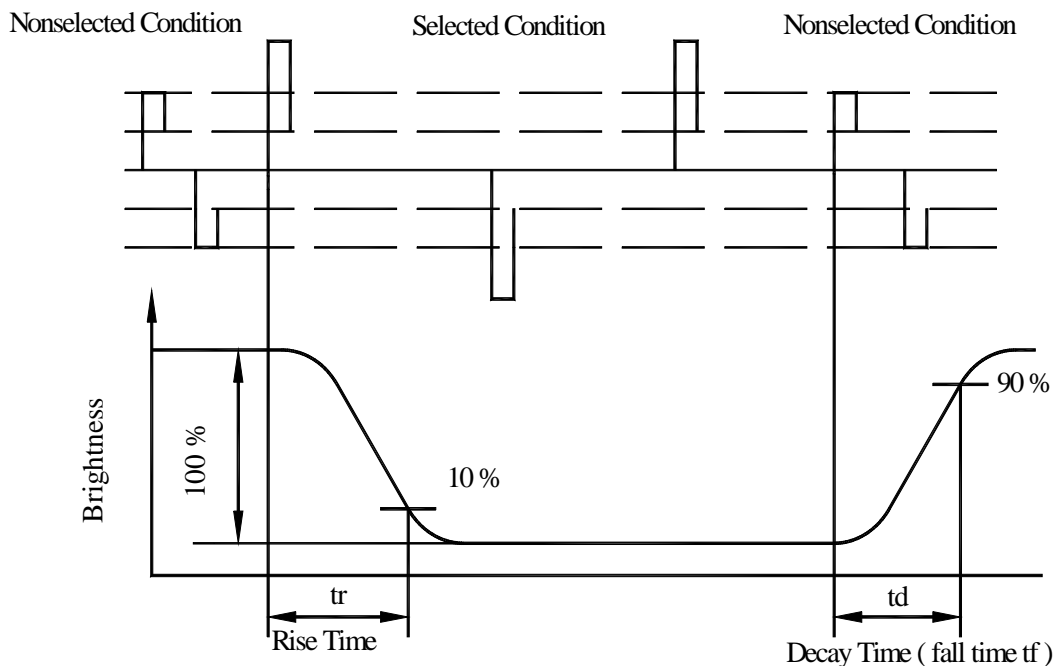 Nonselected Condition
Selected Condition
Nonselected Condition
Brightness
100 %
10 %
90 %
tr
Rise Time
td
Decay Time ( fall time tf )